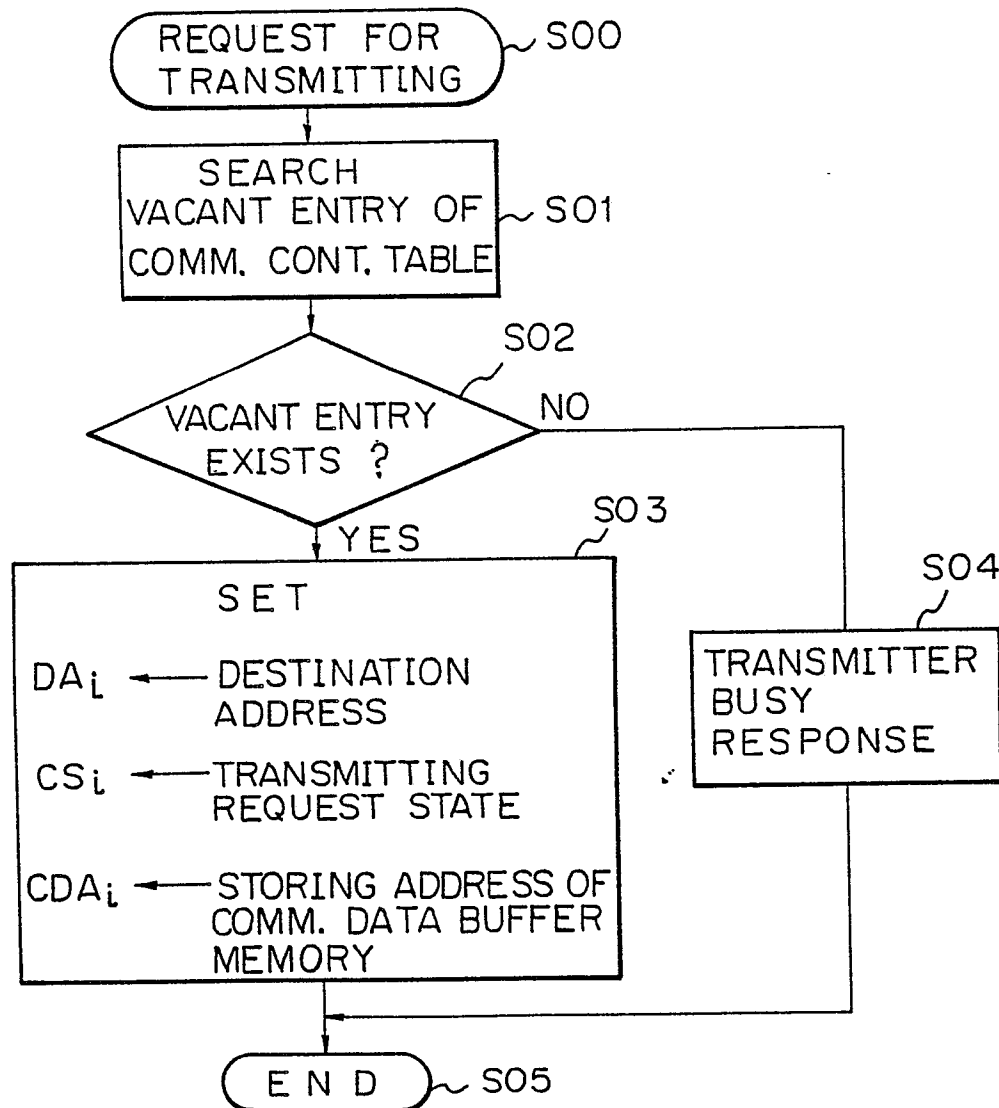 REQUEST FOR
TRANSMITTING
S00
SEARCH
VACANT ENTRY OF
COMM. CONT. TABLE
S01
S02
VACANT ENTRY
EXISTS ?
NO
YES
S03
SET
DAi ← DESTINATION
ADDRESS
CSi ← TRANSMITTING
REQUEST STATE
CDAi ← STORING ADDRESS OF
COMM. DATA BUFFER
MEMORY
S04
TRANSMITTER
BUSY
RESPONSE
END
S05